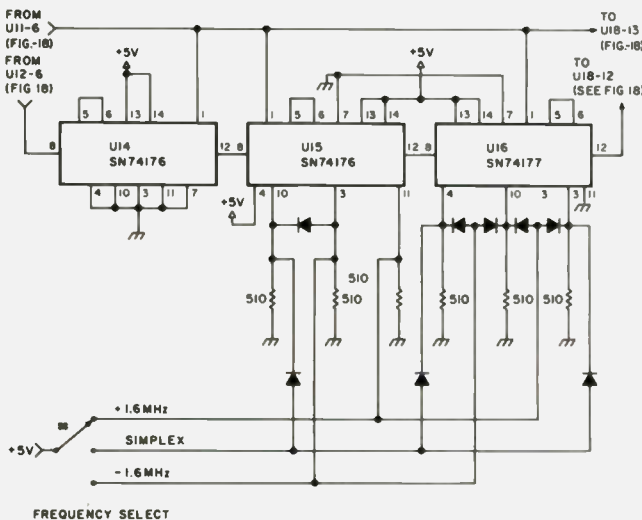 FROM
U11-6
(FIG.-18)
FROM
U12-6
(FIG 18)
+5V
+5V
TO
U18-13
(FIG.-18)
TO
U18-12
(SEE FIG 18)
5 6 13 14 1
1 5 6 7 13 14
13 14 7 1 5 6
8 U14 12
SN74176
8 U15 12
SN74176
8 U16 12
SN74177
4 10 3 11 7
4 10 3 11
4 10 3 3 11
+5V
510 510 510 510 510 510
+1.6MHz
+5V
SIMPLEX
-1.6MHz
FREQUENCY SELECT